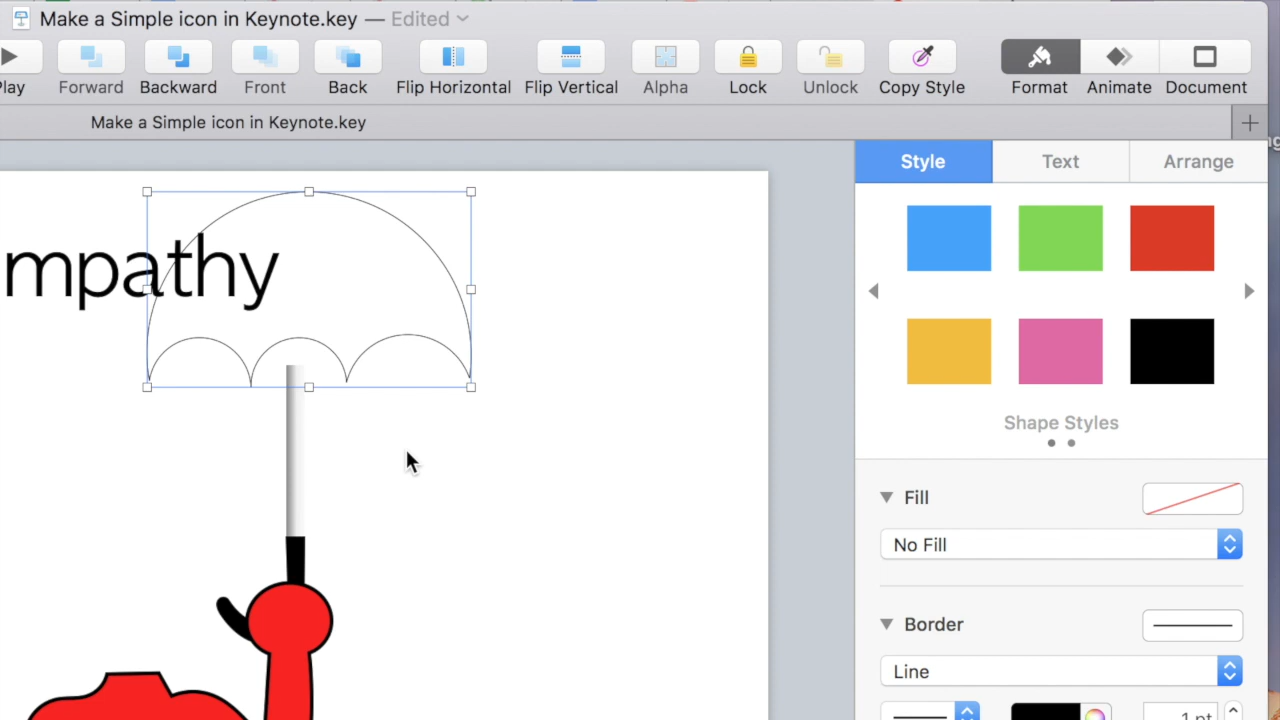 Make a Simple icon in Keynote.key — Edited
Play Forward Backward Front Back Flip Horizontal Flip Vertical Alpha Lock Unlock Copy Style Format Animate Document
Make a Simple icon in Keynote.key
Style Text Arrange
mpathy
Shape Styles
Fill
No Fill
Border
Line
1 pt